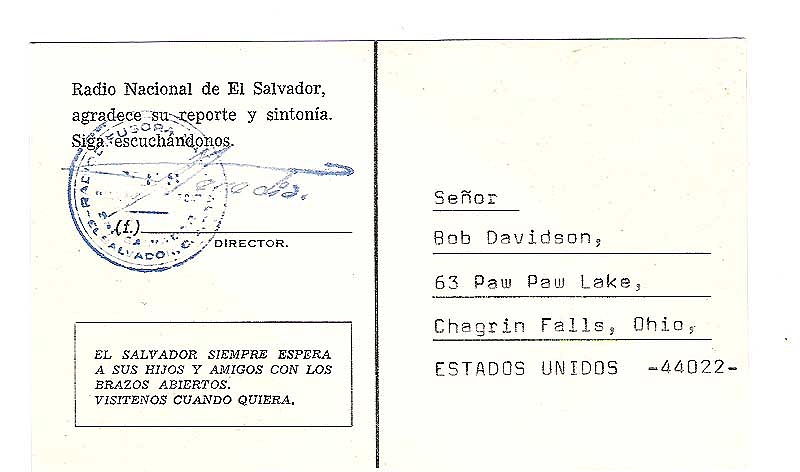 Radio Nacional de El Salvador,
agradece su reporte y sintonía.
Siga escuchándonos.
(f.)
DIRECTOR.
EL SALVADOR SIEMPRE ESPERA
A SUS HIJOS Y AMIGOS CON LOS
BRAZOS ABIERTOS.
VISITENOS CUANDO QUIERA.
Señor
Bob Davidson,
63 Paw Paw Lake,
Chagrin Falls, Ohio,
ESTADOS UNIDOS -44022-